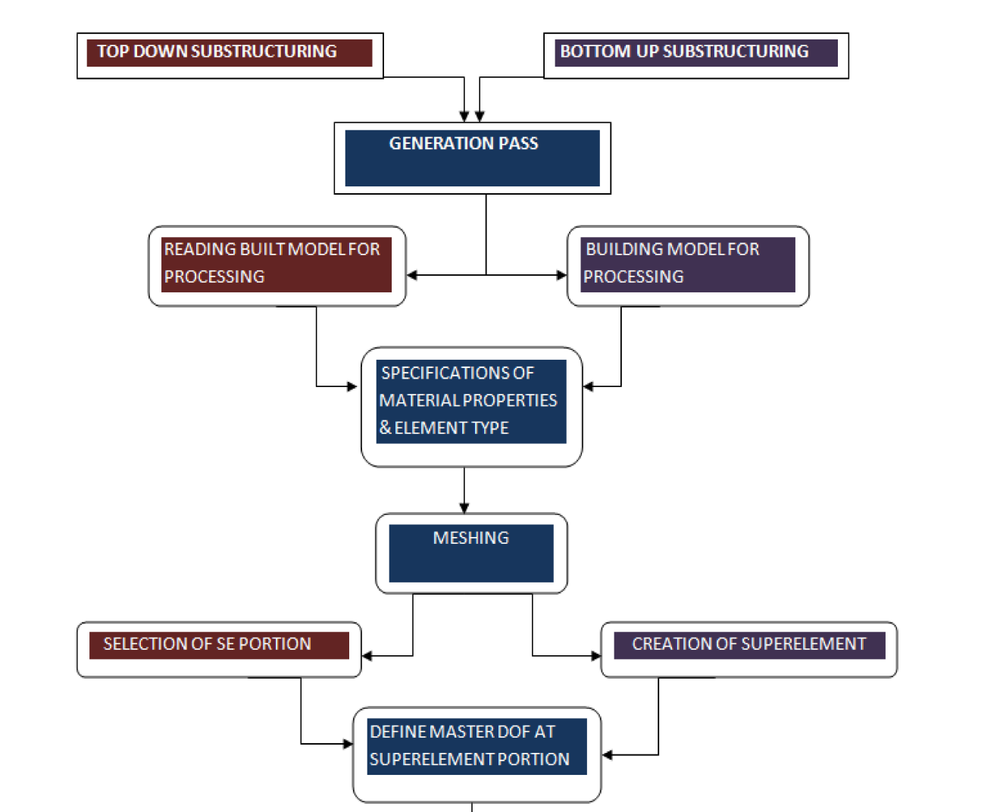 TOP DOWN SUBSTRUCTURING
BOTTOM UP SUBSTRUCTURING
GENERATION PASS
READING BUILT MODEL FOR
PROCESSING
BUILDING MODEL FOR
PROCESSING
SPECIFICATIONS OF
MATERIAL PROPERTIES
& ELEMENT TYPE
MESHING
SELECTION OF SE PORTION
CREATION OF SUPERELEMENT
DEFINE MASTER DOF AT
SUPERELEMENT PORTION